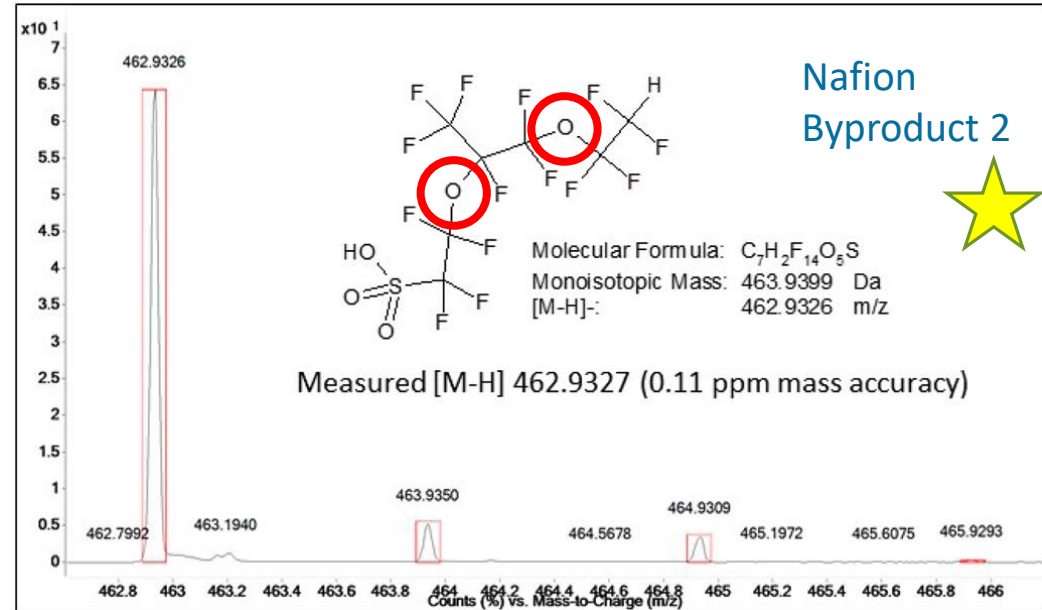 x10 1
7
6.5
6
5.5
5
4.5
4
3.5
3
2.5
2
1.5
1
0.5
0
462.9326
Nafion
Byproduct 2
F
F
F
F
O
F
H
F
F
F
F
F
O
F
F
F
F
F
HO
S
O
O
F
F
Molecular Formula: C₇H₂F₁₄O₅S
Monoisotopic Mass: 463.9399 Da
[M-H]-: 462.9326 m/z
Measured [M-H] 462.9327 (0.11 ppm mass accuracy)
462.7992
463.1940
463.9350
464.5678
464.9309
465.1972
465.6075
465.9293
462.8 463 463.2 463.4 463.6 463.8 464 464.2 464.4 464.6 464.8 465 465.2 465.4 465.6 465.8 466
Counts (%) vs. Mass-to-Charge (m/z)